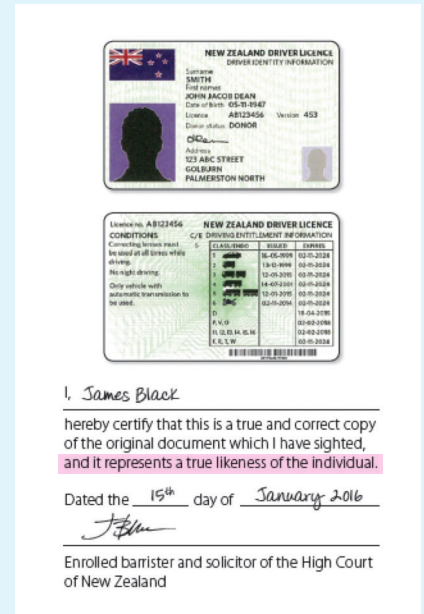 NEW ZEALAND DRIVER LICENCE
DRIVER IDENTITY INFORMATION
Surname
SMITH
First names
JOHN JACOB DEAN
Date of birth 05-11-1947
Licence AB123456 Version 453
Donor status DONOR
Address
123 ABC STREET
GOLBURN
PALMERSTON NORTH
Licence no. AB123456 NEW ZEALAND DRIVER LICENCE
CONDITIONS C/E DRIVING ENTITLEMENT INFORMATION
Correcting lenses must be used at all times while driving.
No night driving.
Only vehicle with automatic transmission to be used.
5
CLASS/ENDO ISSUED EXPIRES
1 16-05-1999 02-11-2024
2 13-12-1999 02-11-2024
3 12-01-2015 02-11-2024
4 14-07-2001 02-11-2024
5 12-01-2015 02-11-2024
6 02-11-2014 02-11-2024
D 18-04-2015
P, V, O 02-02-2018
F, R, T, W 02-11-2024
I, James Black
hereby certify that this is a true and correct copy
of the original document which I have sighted,
and it represents a true likeness of the individual.
Dated the 15th day of January 2016
Enrolled barrister and solicitor of the High Court
of New Zealand